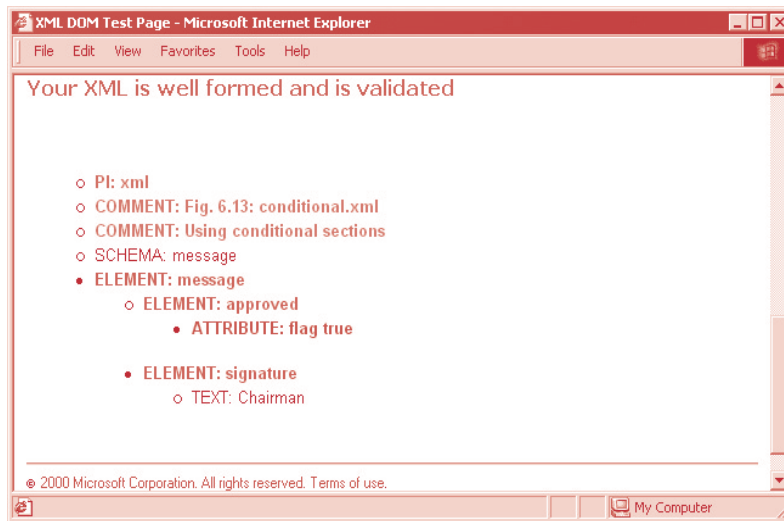 XML DOM Test Page - Microsoft Internet Explorer
File Edit View Favorites Tools Help
Your XML is well formed and is validated
PI: xml
COMMENT: Fig. 6.13: conditional.xml
COMMENT: Using conditional sections
SCHEMA: message
ELEMENT: message
ELEMENT: approved
ATTRIBUTE: flag true
ELEMENT: signature
TEXT: Chairman
© 2000 Microsoft Corporation. All rights reserved. Terms of use.
My Computer